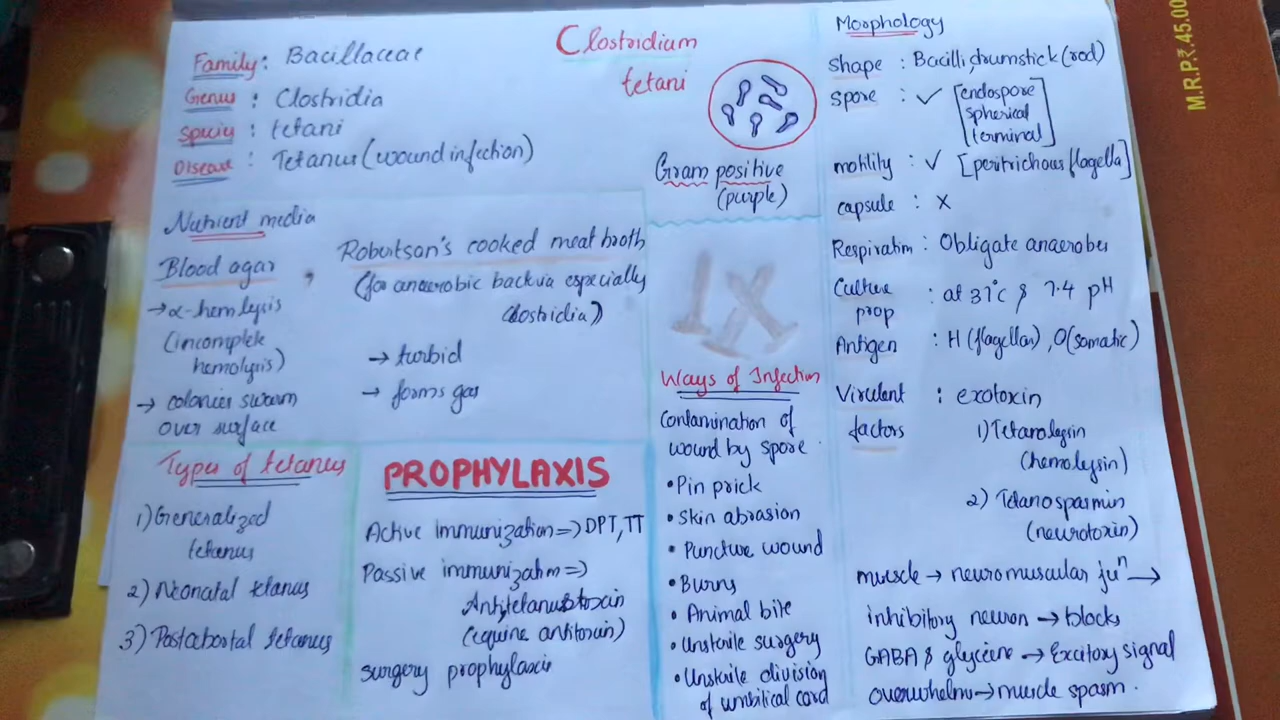 Clostridium
tetani
Family : Bacillaceae
Genus : Clostridia
Species : tetani
Disease : Tetanus (wound infection)
Gram positive
(purple)
Nutrient media
Blood agar ,
→ α-hemlysis
(incomplete
hemolysis)
→ colonies swarm
over surface
Robertson's cooked meat broth
(for anaerobic backria especially
clostridia)
→ turbid
→ forms gas
Types of tetanus
1) Generalized
tetanus
2) Neonatal tetanus
3) Postabortal tetanus
PROPHYLAXIS
Active immunization => DPT, TT
Passive immunization =>
Antitetanus toxin
(equine antitoxin)
surgery prophylaxis
Ways of Infection
Contamination of
wound by spore
• Pin prick
• Skin abrasion
• Puncture wound
• Burns
• Animal bite
• Unsterile surgery
• Unsterile division
of umbilical cord
Morphology
shape : Bacilli, drumstick (rod)
spore : ✓ [endospore
spherical
terminal]
motility : ✓ [peritrichous flagella]
capsule : x
Respiration : Obligate anaerobes
Culture
prop : at 37°c & 7.4 pH
Antigen : H (flagellar), O (somatic)
Virulent : exotoxin
factors
1) Tetanolysin
(hemolysin)
2) Tetanospasmin
(neurotoxin)
muscle → neuromuscular juⁿ →
inhibitory neuron → blocks
GABA & glycine → Excitory signal
overwhelms → muscle spasm.
M.R.P.₹.45.00